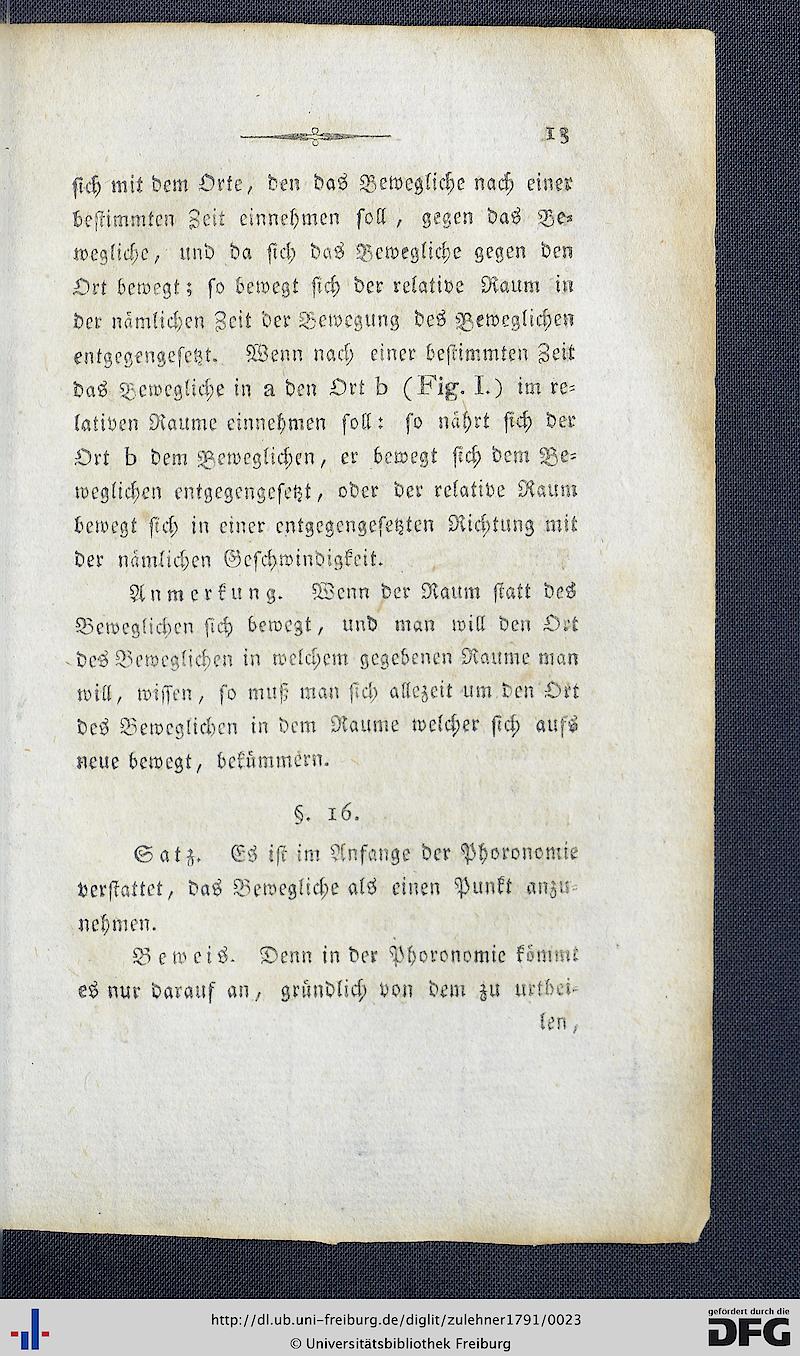 13
sich mit dem Orte, den das Bewegliche nach einer
bestimmten Zeit einnehmen soll, gegen das Be-
wegliche, und da sich das Bewegliche gegen den
Ort bewegt; so bewegt sich der relative Raum in
der nämlichen Zeit der Bewegung des Beweglichen
entgegengesetzt. Wenn nach einer bestimmten Zeit
das Bewegliche in a den Ort b (Fig. I.) im re-
lativen Raume einnehmen soll: so nährt sich der
Ort b dem Beweglichen, er bewegt sich dem Be-
weglichen entgegengesetzt, oder der relative Raum
bewegt sich in einer entgegengesetzten Richtung mit
der nämlichen Geschwindigkeit.
Anmerkung. Wenn der Raum statt des
Beweglichen sich bewegt, und man will den Ort
des Beweglichen in welchem gegebenen Raume man
will, wissen, so muß man sich allezeit um den Ort
des Beweglichen in dem Raume welcher sich aufs
neue bewegt, bekümmern.
§. 16.
Satz. Es ist im Anfange der Phoronomie
verstattet, das Bewegliche als einen Punkt anzu-
nehmen.
Beweis. Denn in der Phoronomie kömmt
es nur darauf an, gründlich von dem zu urthei-
len,
http://dl.ub.uni-freiburg.de/diglit/zulehner1791/0023
© Universitätsbibliothek Freiburg
gefördert durch die
DFG